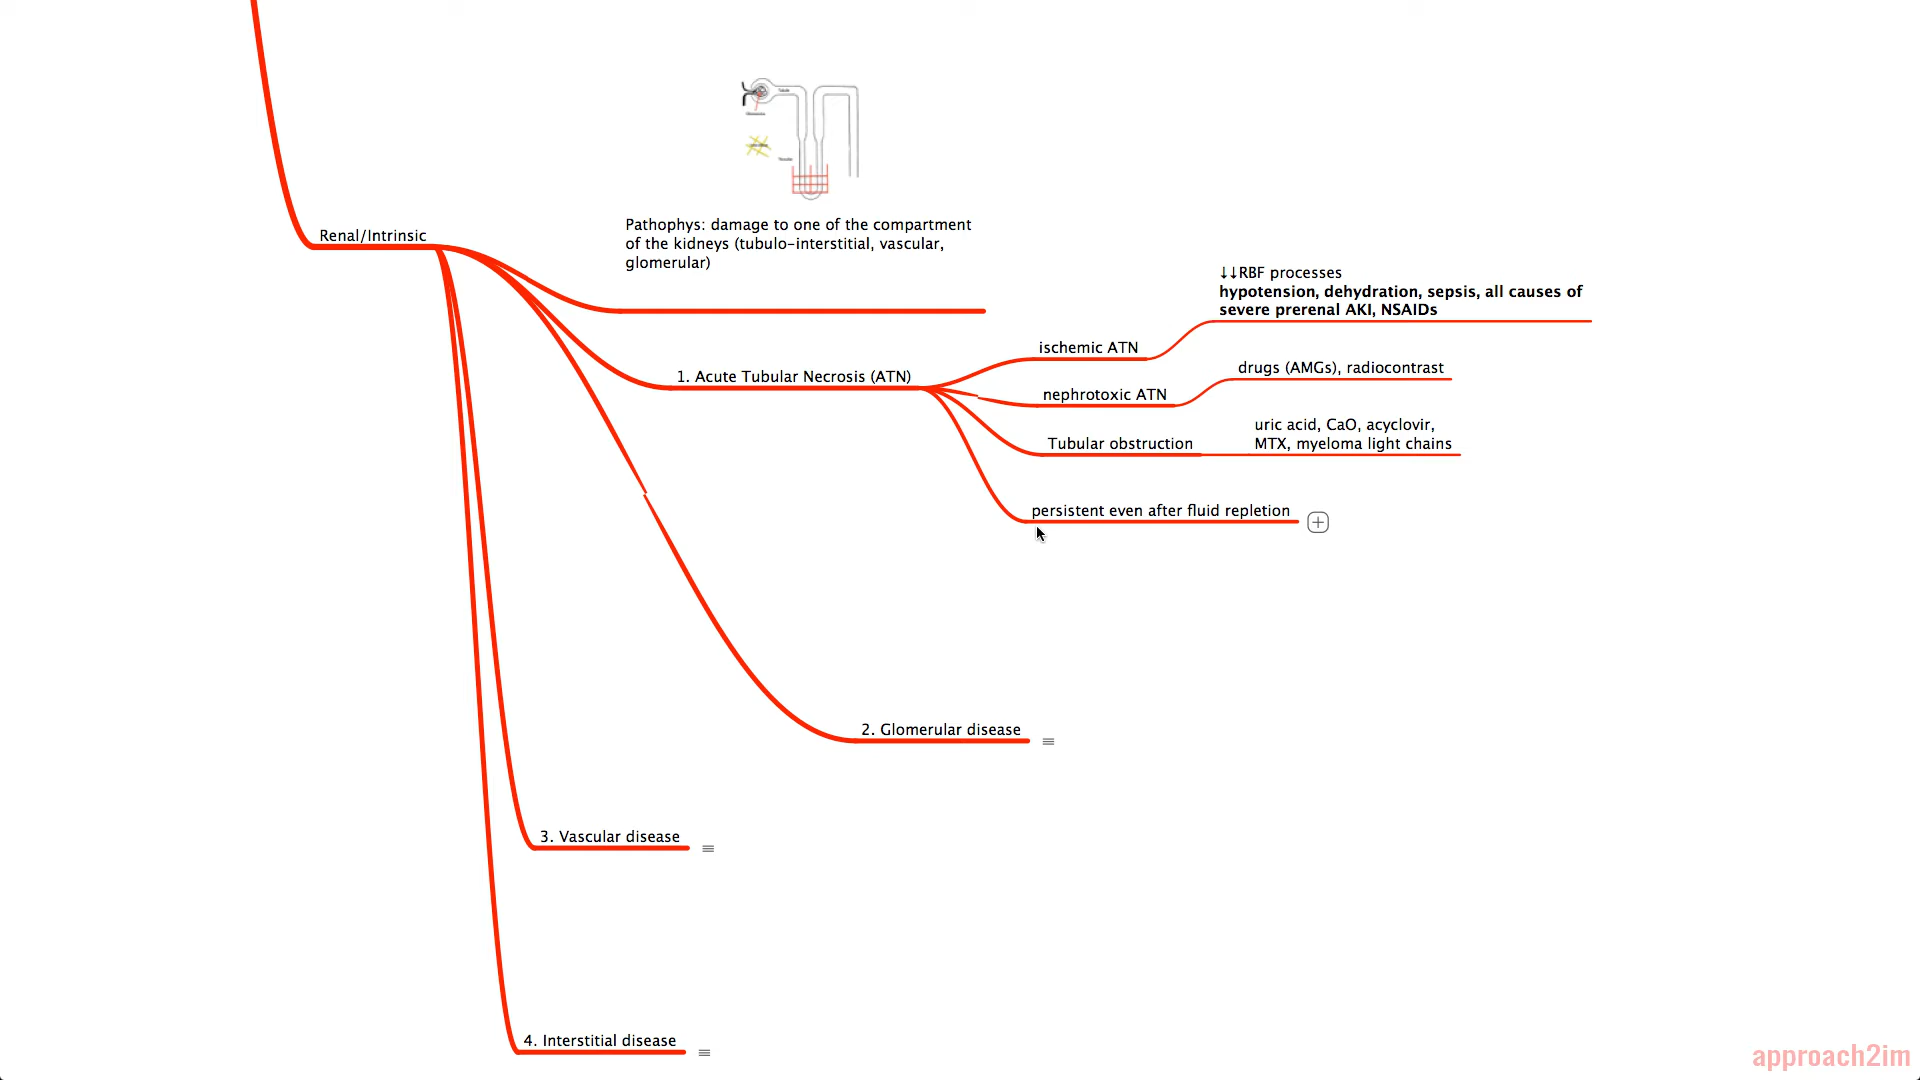 Tubule
Pathophys: damage to one of the compartment
of the kidneys (tubulo-interstitial, vascular,
glomerular)
Renal/Intrinsic
↓↓RBF processes
hypotension, dehydration, sepsis, all causes of
severe prerenal AKI, NSAIDs
ischemic ATN
1. Acute Tubular Necrosis (ATN)
drugs (AMGs), radiocontrast
nephrotoxic ATN
uric acid, CaO, acyclovir,
MTX, myeloma light chains
Tubular obstruction
persistent even after fluid repletion
2. Glomerular disease
3. Vascular disease
4. Interstitial disease
approach2im